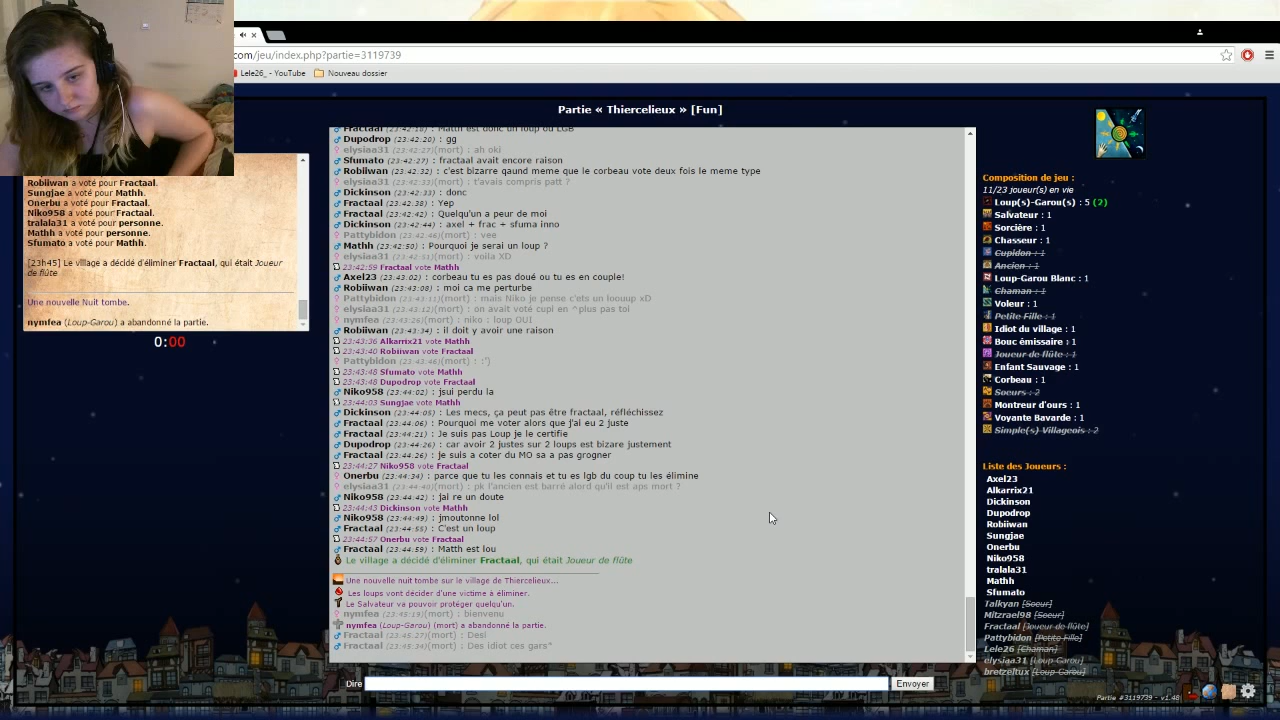 com/jeu/index.php?partie=3119739
Lele26_ - YouTube
Nouveau dossier
Partie « Thiercelieux » [Fun]
Robiiwan a voté pour Fractaal.
Sungjae a voté pour Mathh.
Onerbu a voté pour Fractaal.
Niko958 a voté pour Fractaal.
tralala31 a voté pour personne.
Mathh a voté pour personne.
Sfumato a voté pour Mathh.
[23h45] Le village a décidé d'éliminer Fractaal, qui était Joueur
de flûte
Une nouvelle Nuit tombe.
nymfea (Loup-Garou) a abandonné la partie.
0:00
Fractaal (23:42:18) : Matth est donc un loup ou LGB
Dupodrop (23:42:20) : gg
elysiaa31 (23:42:27)(mort) : ah oki
Sfumato (23:42:27) : fractaal avait encore raison
Robiiwan (23:42:32) : c'est bizarre qaund meme que le corbeau vote deux fois le meme type
elysiaa31 (23:42:33)(mort) : t'avais compris patt ?
Dickinson (23:42:33) : donc
Fractaal (23:42:38) : Yep
Fractaal (23:42:42) : Quelqu'un a peur de moi
Dickinson (23:42:44) : axel + frac + sfuma inno
Pattybidon (23:42:46)(mort) : vee
Mathh (23:42:50) : Pourquoi je serai un loup ?
elysiaa31 (23:42:58)(mort) : voila XD
23:42:59 Fractaal vote Mathh
Axel23 (23:43:02) : corbeau tu es pas doué ou tu es en couple!
Robiiwan (23:43:08) : moi ca me perturbe
Pattybidon (23:43:11)(mort) : mais Niko je pense c'ets un loouup xD
elysiaa31 (23:43:12)(mort) : on avait voté cupi en ^plus pas toi
nymfea (23:43:26)(mort) : niko : loup OUI
Robiiwan (23:43:34) : il doit y avoir une raison
23:43:36 Alkarrix21 vote Mathh
23:43:40 Robiiwan vote Fractaal
Pattybidon (23:43:46)(mort) : :')
23:43:48 Sfumato vote Mathh
23:43:48 Dupodrop vote Fractaal
Niko958 (23:44:02) : jsui perdu la
23:44:03 Sungjae vote Mathh
Dickinson (23:44:05) : Les mecs, ça peut pas être fractaal, réfléchissez
Fractaal (23:44:06) : Pourquoi me voter alors que j'ai eu 2 juste
Fractaal (23:44:21) : Je suis pas Loup je le certifie
Dupodrop (23:44:26) : car avoir 2 justes sur 2 loups est bizare justement
Fractaal (23:44:26) : je suis a coter du MO sa a pas grogner
23:44:27 Niko958 vote Fractaal
Onerbu (23:44:34) : parce que tu les connais et tu es lgb du coup tu les élimine
elysiaa31 (23:44:40)(mort) : pk l'ancien est barré alord qu'il est aps mort ?
Niko958 (23:44:42) : jai re un doute
23:44:43 Dickinson vote Mathh
Niko958 (23:44:49) : jmoutonne lol
Fractaal (23:44:55) : C'est un loup
23:44:57 Onerbu vote Fractaal
Fractaal (23:44:59) : Matth est lou
Le village a décidé d'éliminer Fractaal, qui était Joueur de flûte
Une nouvelle nuit tombe sur le village de Thiercelieux...
Les loups vont décider d'une victime à éliminer.
Le Salvateur va pouvoir protéger quelqu'un.
nymfea (23:45:19)(mort) : bienvenu
nymfea (Loup-Garou) (mort) a abandonné la partie.
Fractaal (23:45:27)(mort) : Desi
Fractaal (23:45:34)(mort) : Des idiot ces gars"
Dire
Envoyer
Composition de jeu :
11/23 joueur(s) en vie
Loup(s)-Garou(s) : 5 (2)
Salvateur : 1
Sorcière : 1
Chasseur : 1
Cupidon : 1
Ancien : 1
Loup-Garou Blanc : 1
Chaman : 1
Voleur : 1
Petite Fille : 1
Idiot du village : 1
Bouc émissaire : 1
Joueur de flûte : 1
Enfant Sauvage : 1
Corbeau : 1
Soeurs : 2
Montreur d'ours : 1
Voyante Bavarde : 1
Simple(s) Villageois : 2
Liste des Joueurs :
Axel23
Alkarrix21
Dickinson
Dupodrop
Robiiwan
Sungjae
Onerbu
Niko958
tralala31
Mathh
Sfumato
Taikyan [Soeur]
Mitzrael98 [Soeur]
Fractaal [Joueur de flûte]
Pattybidon [Petite Fille]
Lele26 [Chaman]
elysiaa31 [Loup-Garou]
bretzeltux [Loup-Garou]
Partie #3119739 - v1.48